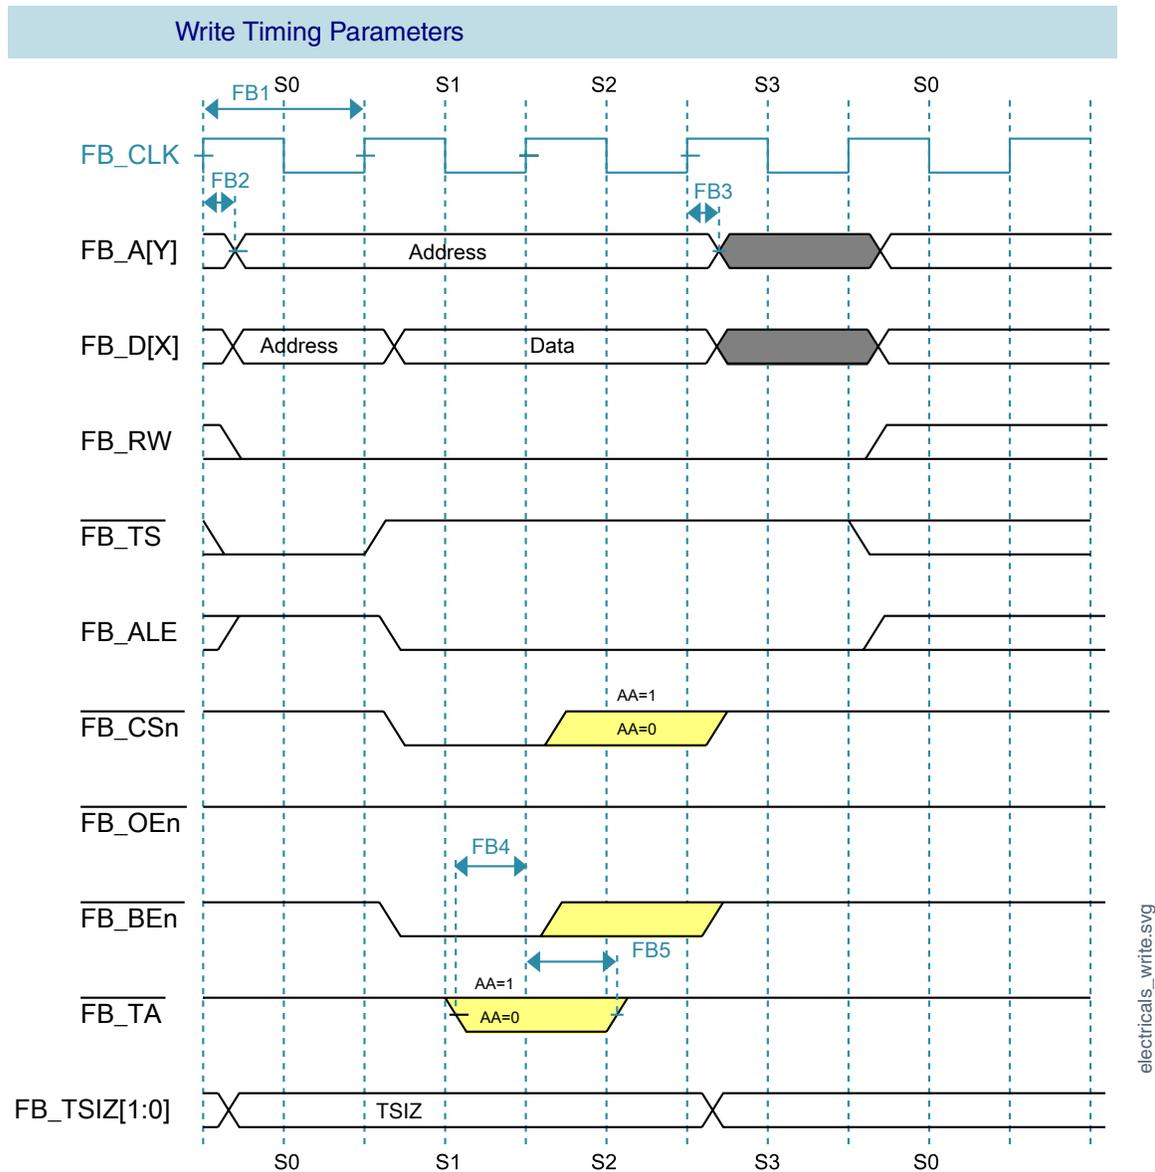 Write Timing Parameters
S0 S1 S2 S3 S0
FB1
FB_CLK
FB2
FB3
FB_A[Y]
Address
FB_D[X]
Address
Data
FB_RW
FB_TS
FB_ALE
AA=1
FB_CSn
AA=0
FB_OEn
FB4
FB_BEn
FB5
AA=1
FB_TA
AA=0
FB_TSIZ[1:0]
TSIZ
S0 S1 S2 S3 S0
electricals_write.svg